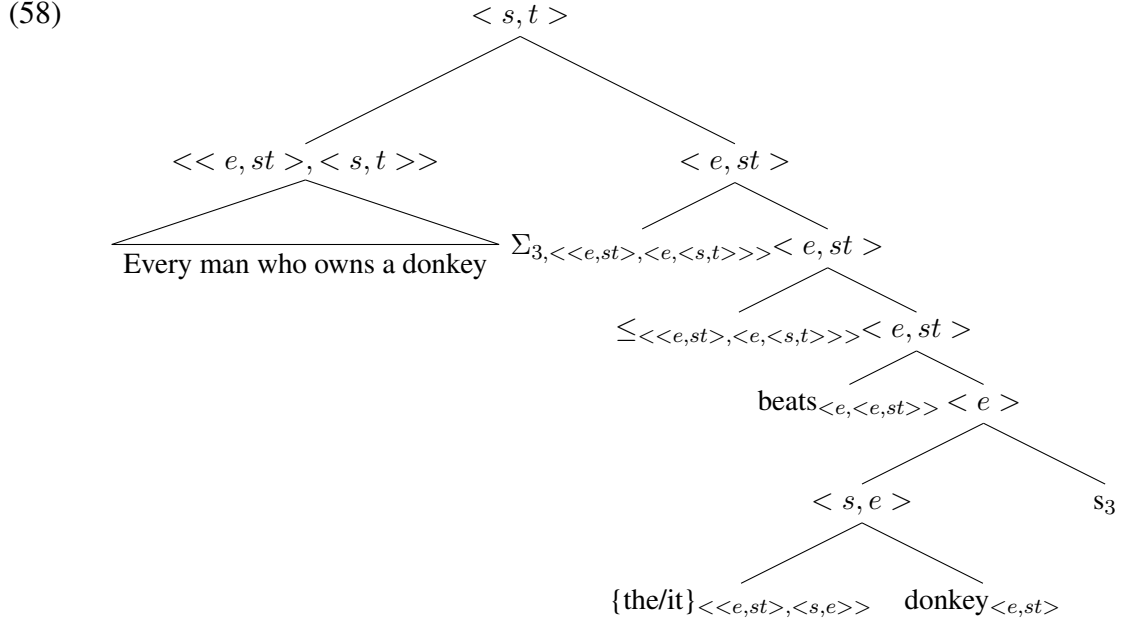 (58) < s, t >
<< e, st >, < s, t >> < e, st >
Every man who owns a donkey Σ3,<<e,st>,<e,<s,t>>> < e, st >
≤<<e,st>,<e,<s,t>>> < e, st >
beats<e,<e,st>> < e >
< s, e > s3
{the/it}<<e,st>,<s,e>> donkey<e,st>